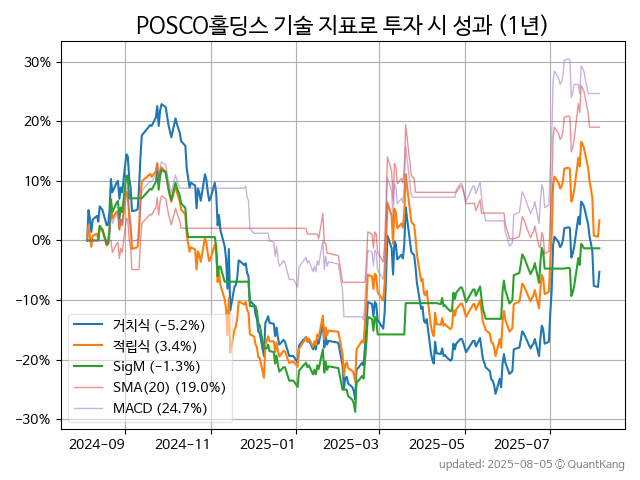 POSCO홀딩스 기술 지표로 투자 시 성과 (1년)
30%
20%
10%
0%
−10%
−20%
−30%
거치식 (−5.2%)
적립식 (3.4%)
SigM (−1.3%)
SMA(20) (19.0%)
MACD (24.7%)
2024-09
2024-11
2025-01
2025-03
2025-05
2025-07
updated: 2025-08-05 © QuantKang